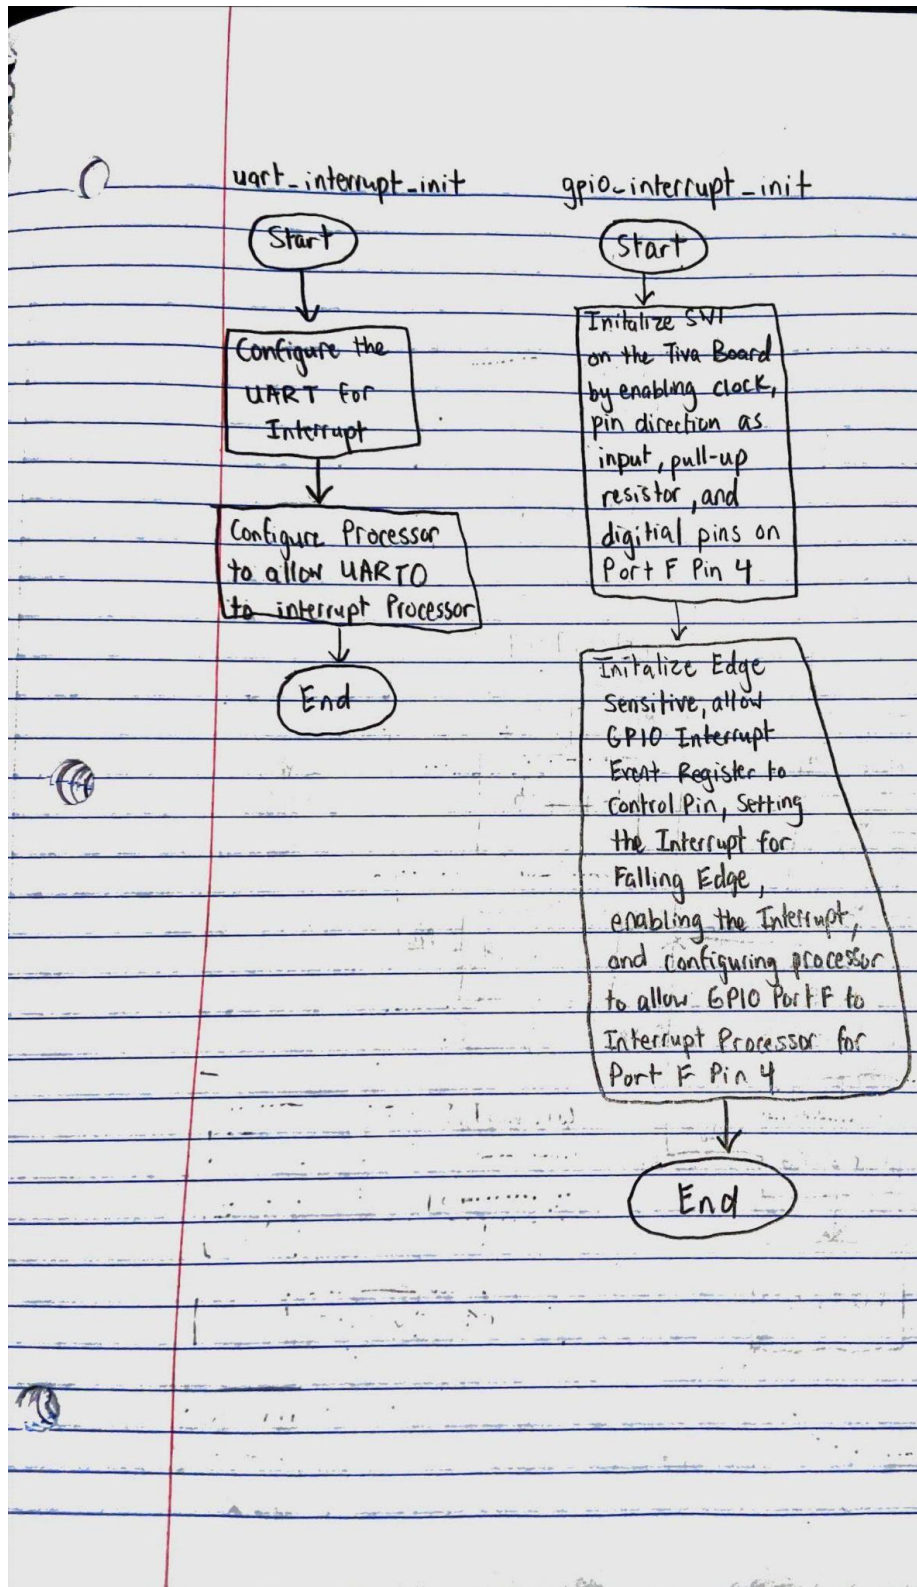 uart_interrupt_init
Start
Configure the
UART for
Interrupt
Configure Processor
to allow UART0
to interrupt Processor
End
gpio_interrupt_init
Start
Initalize SW1
on the Tiva Board
by enabling clock,
pin direction as
input, pull-up
resistor, and
digitial pins on
Port F Pin 4
Initalize Edge
Sensitive, allow
GPIO Interrupt
Event Register to
Control Pin, Setting
the Interrupt for
Falling Edge,
enabling the Interrupt,
and configuring processor
to allow GPIO Port F to
Interrupt Processor for
Port F Pin 4
End